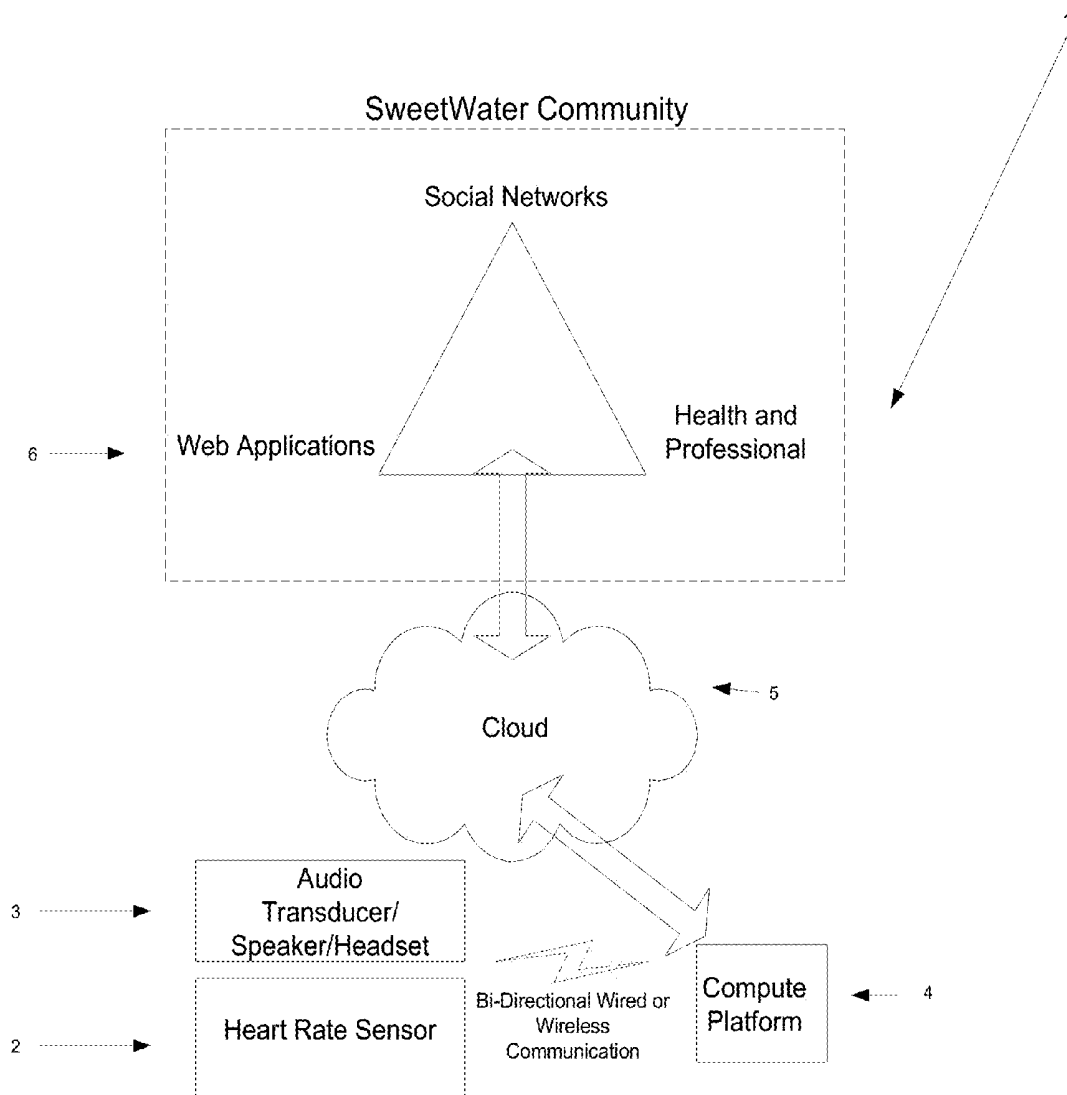 SweetWater Community
Social Networks
Web Applications
Health and
Professional
6
5
Cloud
3
Audio
Transducer/
Speaker/Headset
2
Heart Rate Sensor
Bi-Directional Wired or
Wireless
Communication
Compute
Platform
4